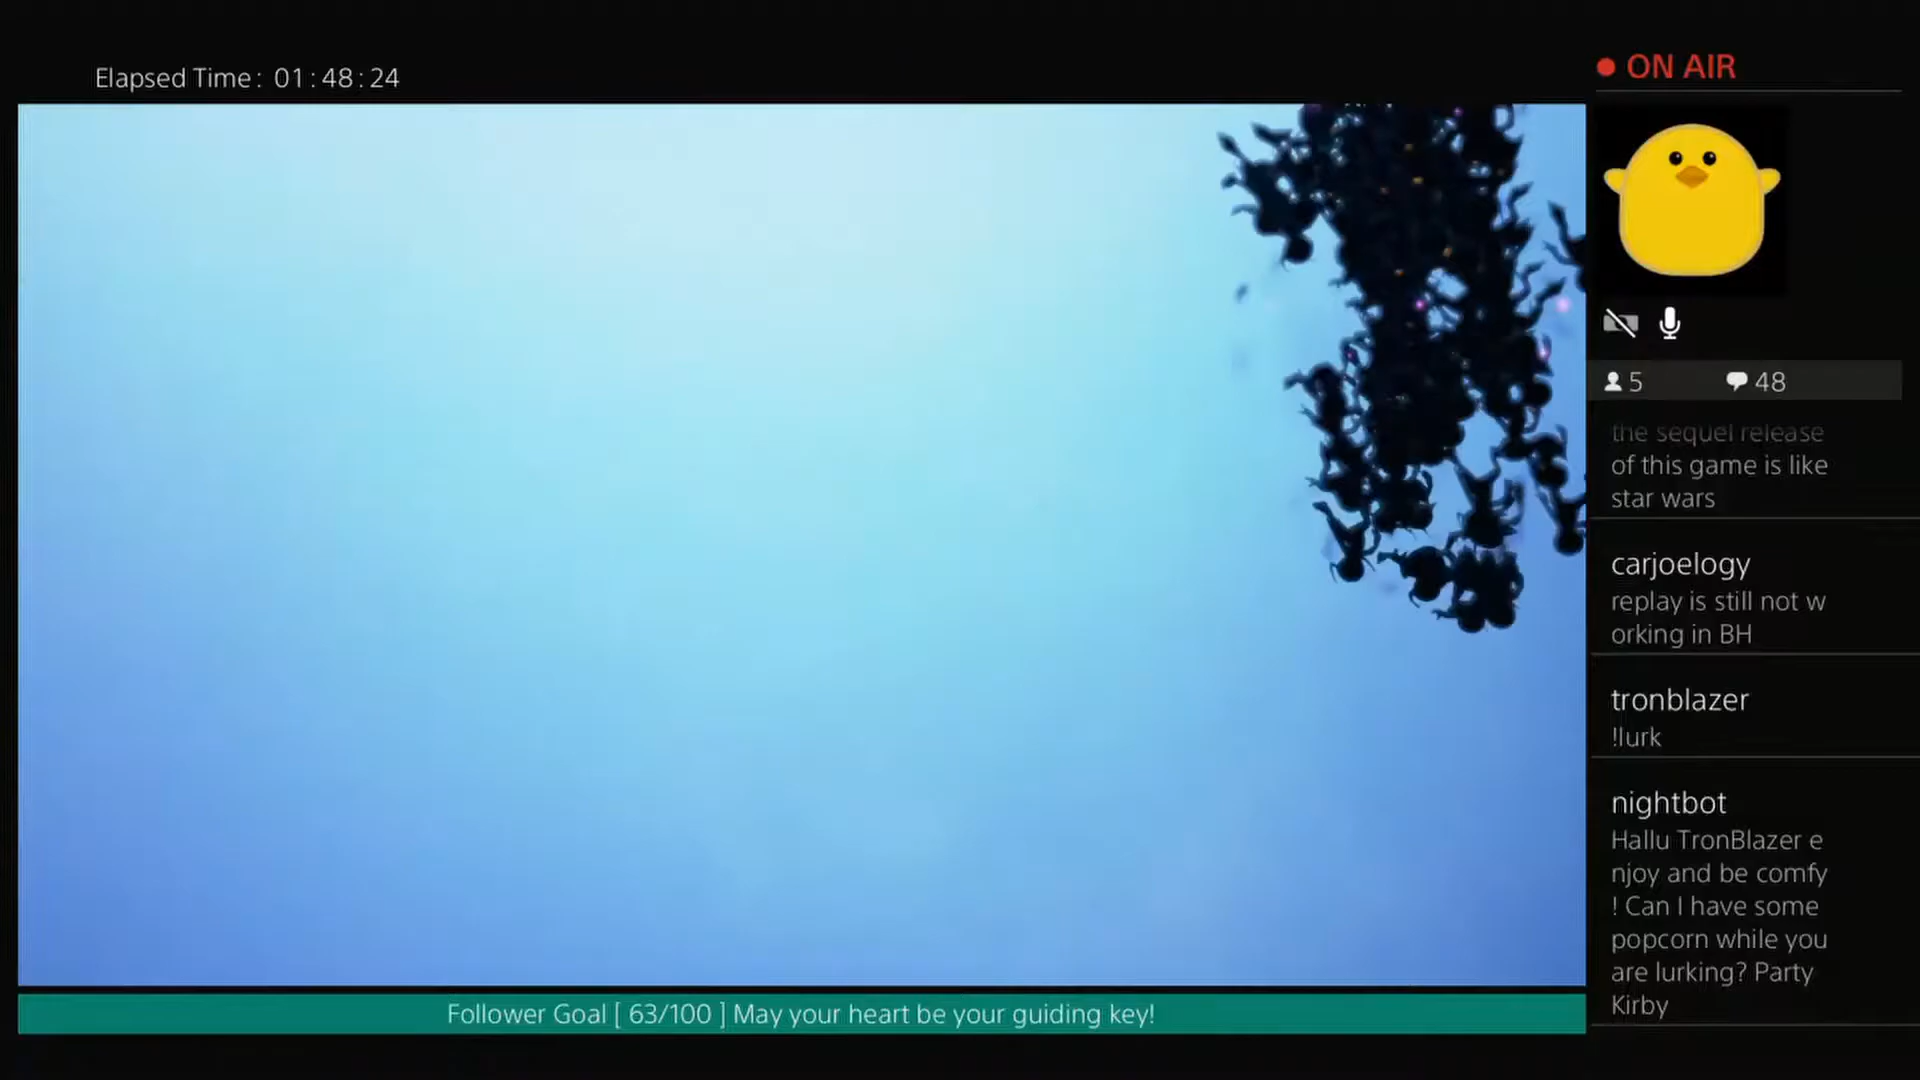 Elapsed Time: 01:48:24
ON AIR
5
48
the sequel release
of this game is like
star wars
carjoelogy
replay is still not w
orking in BH
tronblazer
!lurk
nightbot
Hallu TronBlazer e
njoy and be comfy
! Can I have some
popcorn while you
are lurking? Party
Kirby
Follower Goal [ 63/100 ] May your heart be your guiding key!